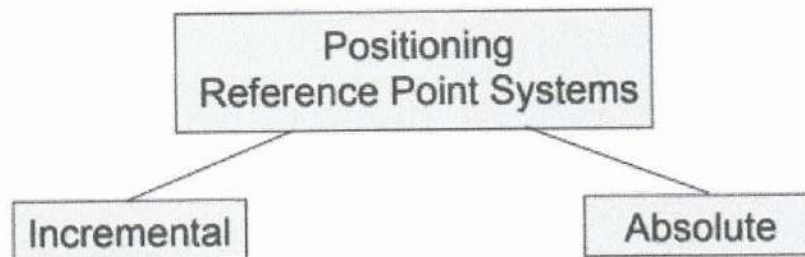 Positioning
Reference Point Systems
Incremental
Absolute